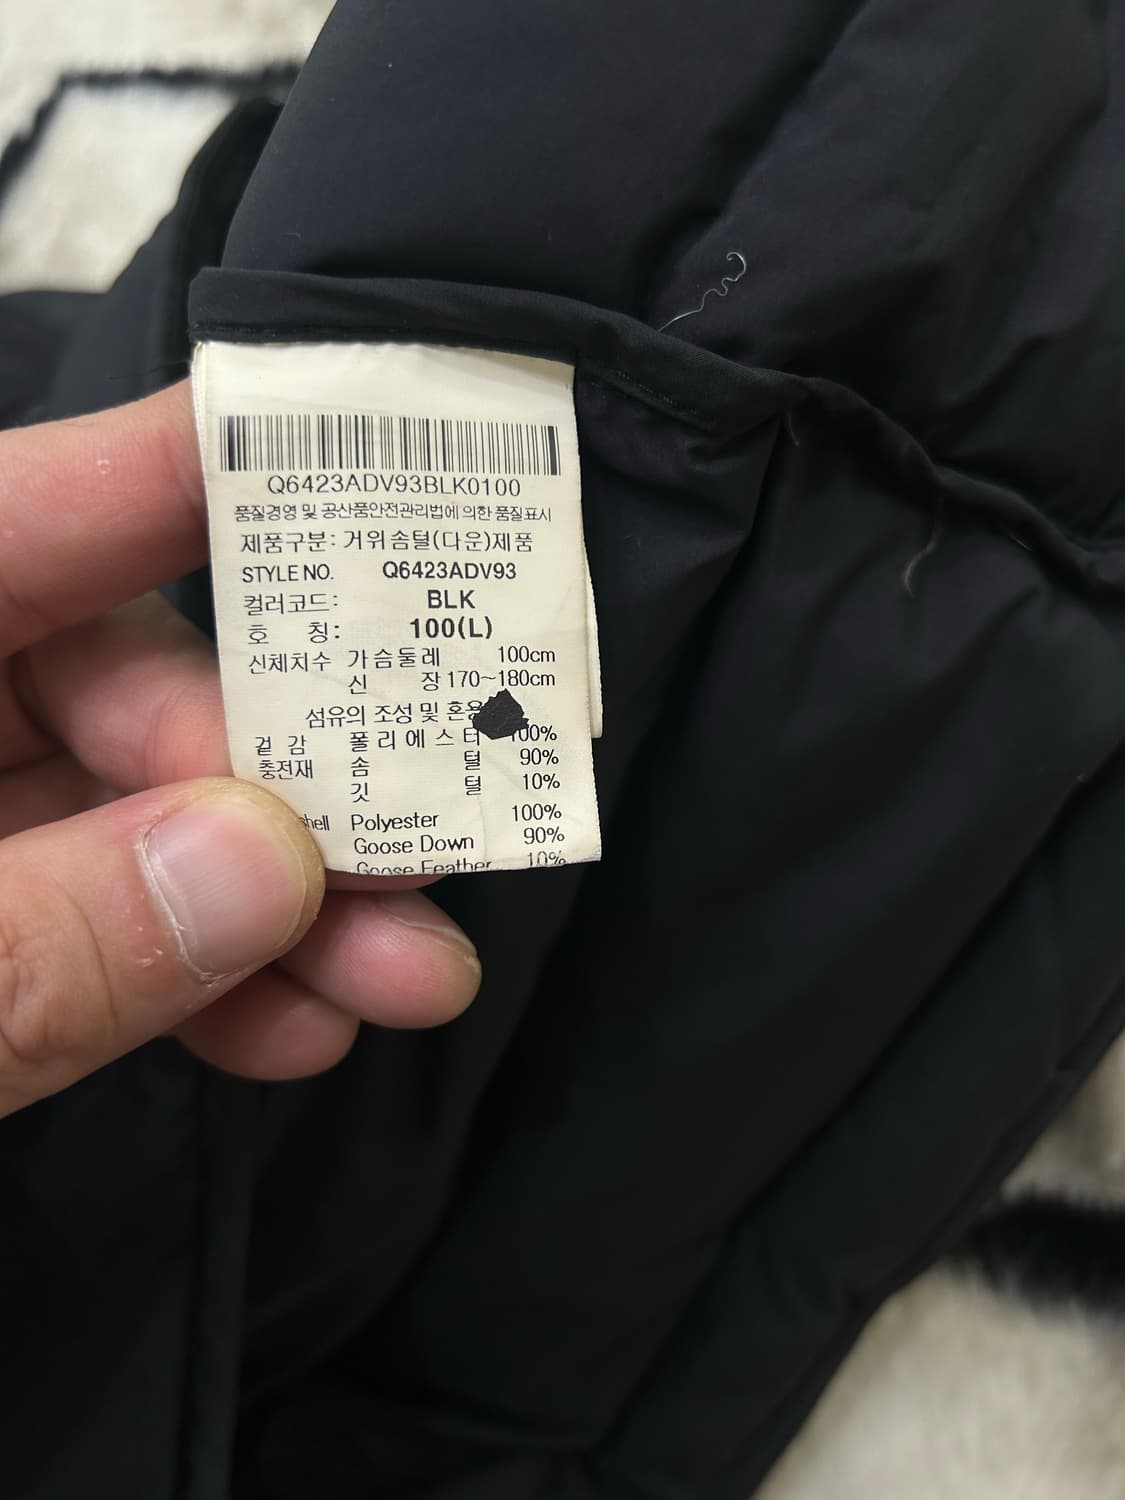 Q6423ADV93BLK0100
품질경영 및 공산품안전관리법에 의한 품질표시
제품구분: 거위솜털(다운)제품
STYLE NO. Q6423ADV93
컬러코드: BLK
호 칭: 100(L)
신체치수 가슴둘레 100cm
신 장 170~180cm
섬유의 조성 및
겉감 폴리에스터 100%
충전재 솜 털 90%
깃 털 10%
shell Polyester 100%
Goose Down 90%
Goose Feather 10%